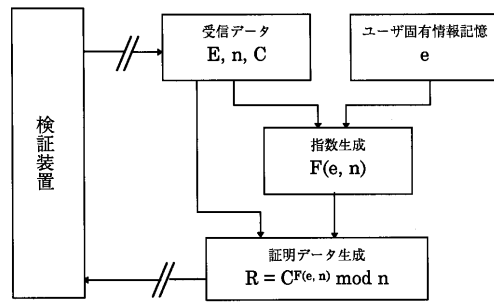 受信データ
E, n, C
ユーザ固有情報記憶
e
検証装置
指数生成
F(e, n)
証明データ生成
R = C^F(e, n) mod n